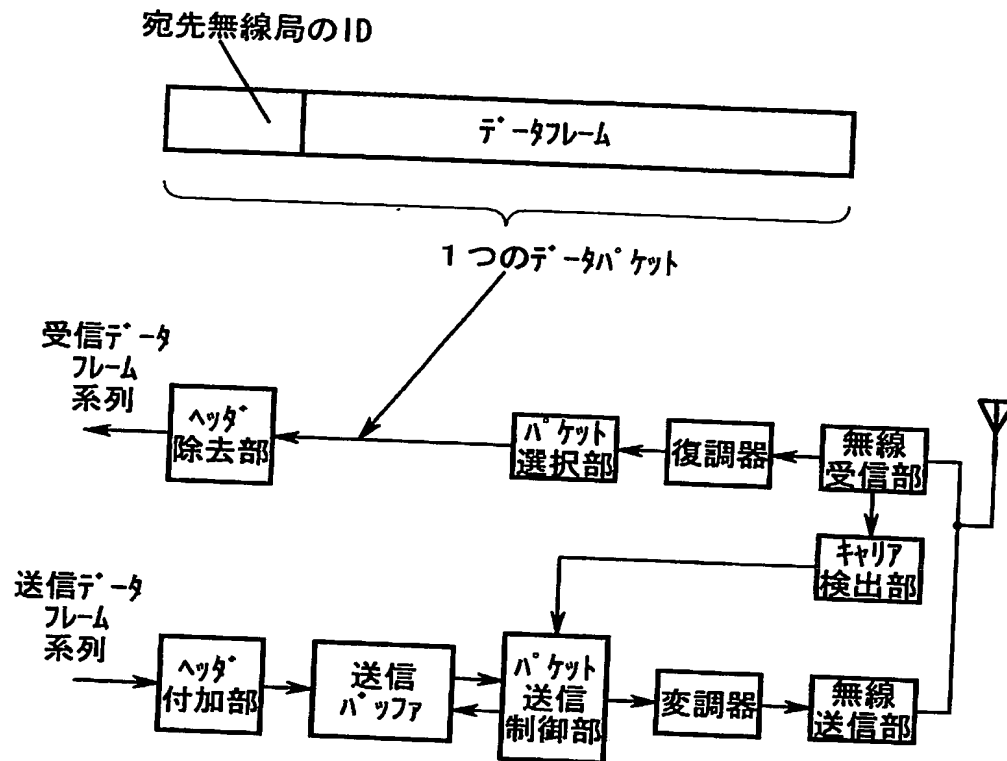 宛先無線局のID
データフレーム
1つのデータパケット
受信データ
フレーム
系列
ヘッダ
除去部
パケット
選択部
復調器
無線
受信部
キャリア
検出部
送信データ
フレーム
系列
ヘッダ
付加部
送信
バッファ
パケット
送信
制御部
変調器
無線
送信部